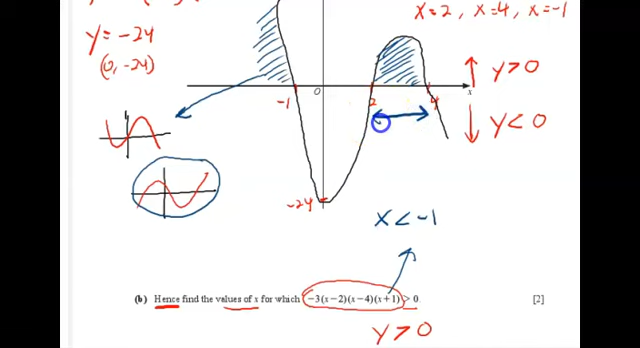 x=2, x=4, x=-1
y = -24
(0, -24)
y>0
-1
O
2
4
x
y<0
-24
x < -1
(b) Hence find the values of x for which −3(x−2)(x−4)(x+1) > 0. [2]
y > 0